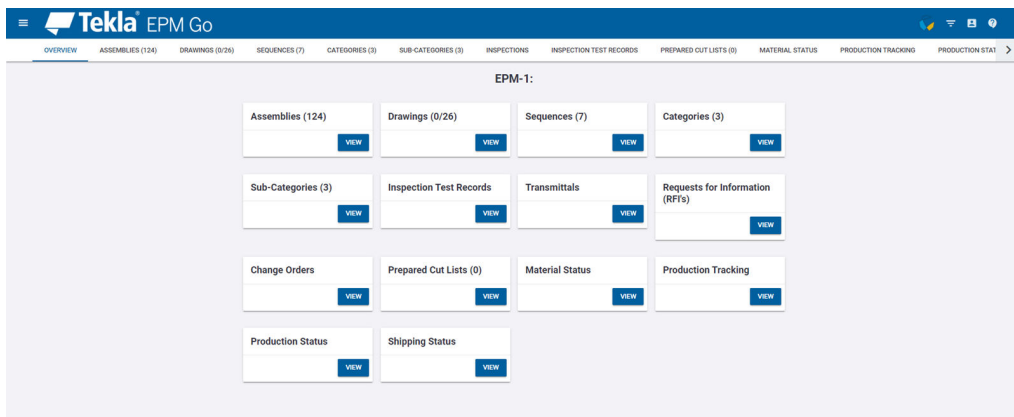 Tekla® EPM Go
OVERVIEW ASSEMBLIES (124) DRAWINGS (0/26) SEQUENCES (7) CATEGORIES (3) SUB-CATEGORIES (3) INSPECTIONS INSPECTION TEST RECORDS PREPARED CUT LISTS (0) MATERIAL STATUS PRODUCTION TRACKING PRODUCTION STAT
EPM-1:
Assemblies (124) Drawings (0/26) Sequences (7) Categories (3)
VIEW VIEW VIEW VIEW
Sub-Categories (3) Inspection Test Records Transmittals Requests for Information
(RFI's)
VIEW VIEW VIEW VIEW
Change Orders Prepared Cut Lists (0) Material Status Production Tracking
VIEW VIEW VIEW VIEW
Production Status Shipping Status
VIEW VIEW